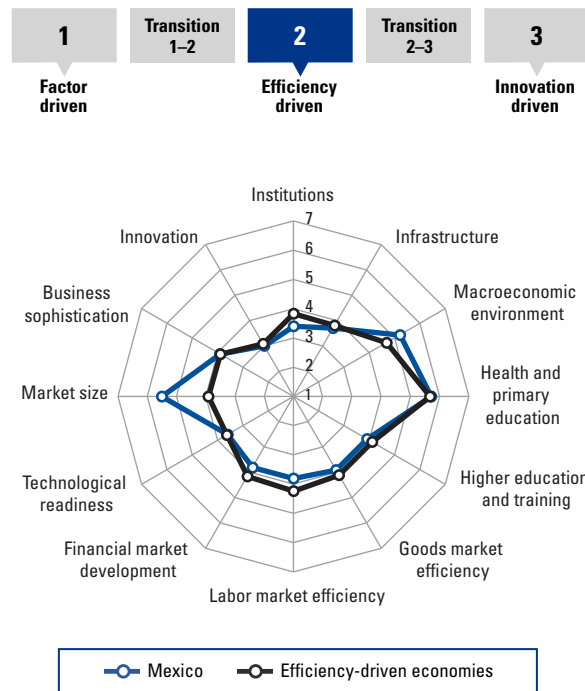 1
Transition
1–2
2
Transition
2–3
3
Factor
driven
Efficiency
driven
Innovation
driven
Institutions
Innovation
Infrastructure
Business
sophistication
Macroeconomic
environment
Market size
Health and
primary
education
Technological
readiness
Higher education
and training
Financial market
development
Goods market
efficiency
Labor market efficiency
7
6
5
4
3
2
1
Mexico
Efficiency-driven economies